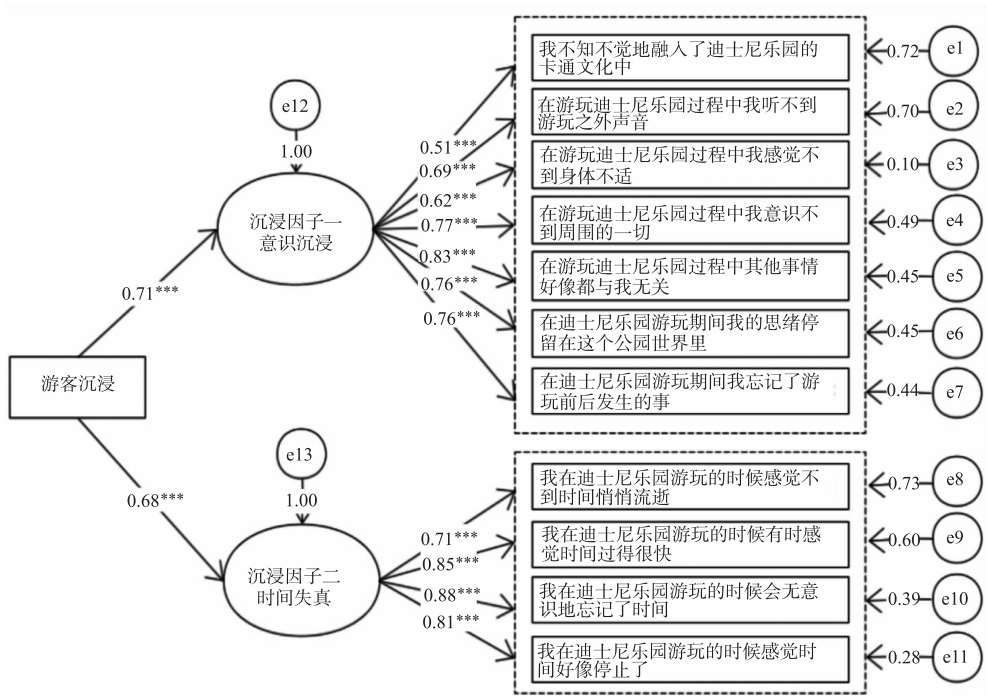 我不知不觉地融入了迪士尼乐园的
卡通文化中
0.72
e1
e12
在游玩迪士尼乐园过程中我听不到
游玩之外声音
0.70
e2
1.00
0.51***
在游玩迪士尼乐园过程中我感觉不
到身体不适
0.10
e3
0.69***
沉浸因子一
意识沉浸
0.62***
在游玩迪士尼乐园过程中我意识不
到周围的一切
0.49
e4
0.77***
0.83***
在游玩迪士尼乐园过程中其他事情
好像都与我无关
0.45
e5
0.71***
0.76***
0.76***
在迪士尼乐园游玩期间我的思绪停
留在这个公园世界里
0.45
e6
游客沉浸
在迪士尼乐园游玩期间我忘记了游
玩前后发生的事
0.44
e7
e13
0.68***
1.00
我在迪士尼乐园游玩的时候感觉不
到时间悄悄流逝
0.73
e8
0.71***
我在迪士尼乐园游玩的时候有时感
觉时间过得很快
0.60
e9
0.85***
沉浸因子二
时间失真
0.88***
我在迪士尼乐园游玩的时候会无意
识地忘记了时间
0.39
e10
0.81***
我在迪士尼乐园游玩的时候感觉时
间好像停止了
0.28
e11